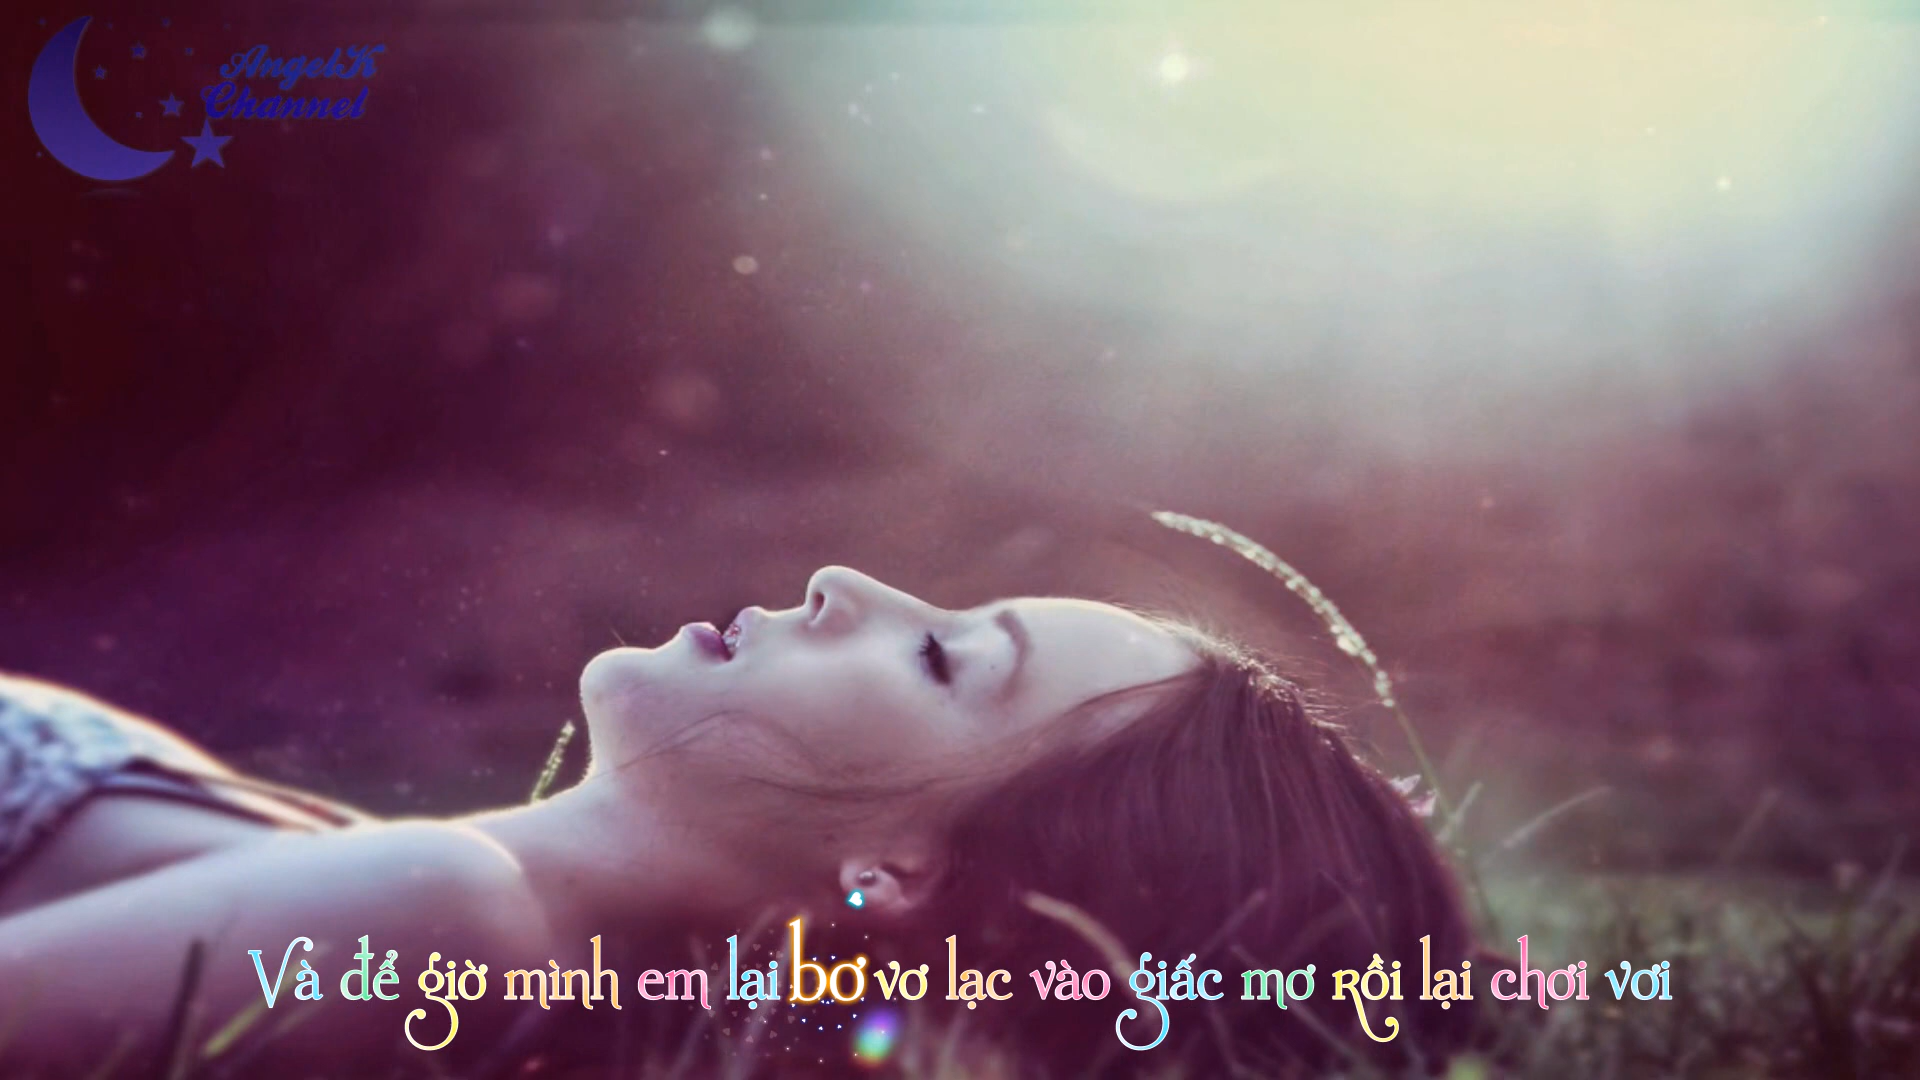 AngelK
Channel
Và để giờ mình em lại bơ vơ lạc vào giấc mơ rồi lại chơi vơi